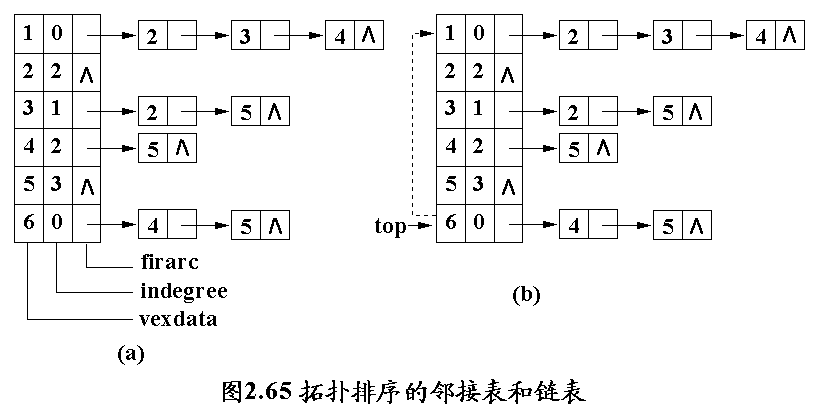 1 0 2 3 4 Λ
2 2 Λ
3 1 2 5 Λ
4 2 5 Λ
5 3 Λ
6 0 4 5 Λ
firarc
indegree
vexdata
(a)
1 0 2 3 4 Λ
2 2 Λ
3 1 2 5 Λ
4 2 5 Λ
5 3 Λ
top 6 0 4 5 Λ
(b)
图2.65 拓扑排序的邻接表和链表